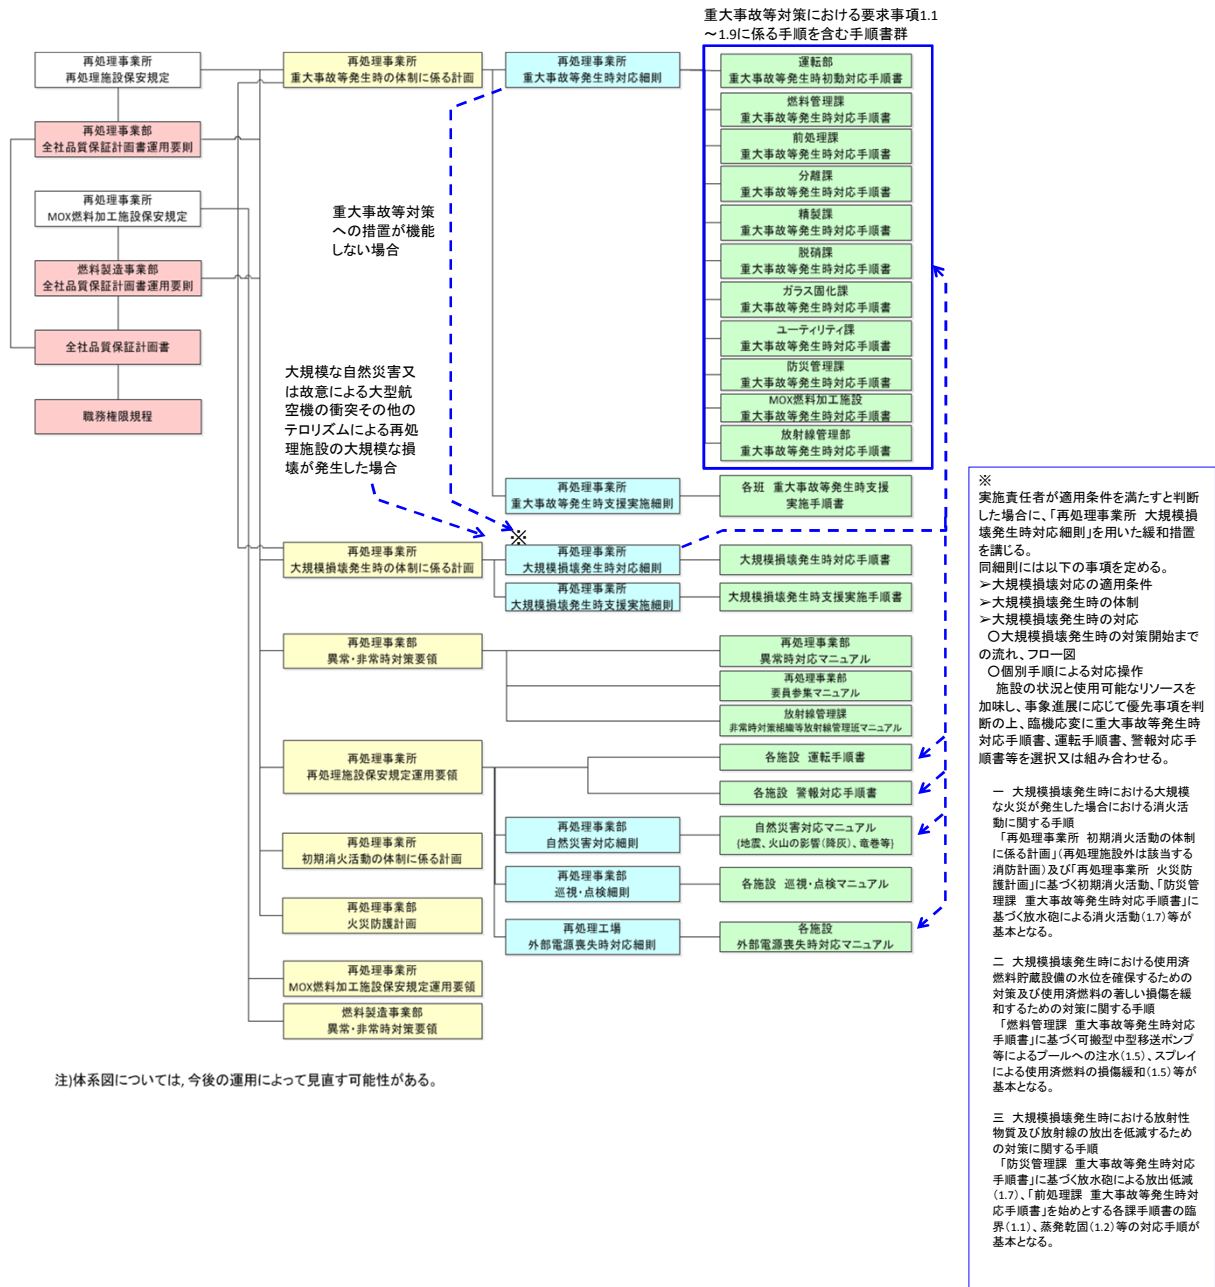 重大事故等対策における要求事項1.1
～1.9に係る手順を含む手順書群
再処理事業所
再処理施設保安規定
再処理事業部
全社品質保証計画書運用要則
再処理事業所
MOX燃料加工施設保安規定
燃料製造事業部
全社品質保証計画書運用要則
全社品質保証計画書
職務権限規程
再処理事業所
重大事故等発生時の体制に係る計画
再処理事業所
重大事故等発生時対応細則
運転部
重大事故等発生時初動対応手順書
燃料管理課
重大事故等発生時対応手順書
前処理課
重大事故等発生時対応手順書
分離課
重大事故等発生時対応手順書
精製課
重大事故等発生時対応手順書
脱硝課
重大事故等発生時対応手順書
ガラス固化課
重大事故等発生時対応手順書
ユーティリティ課
重大事故等発生時対応手順書
防災管理課
重大事故等発生時対応手順書
MOX燃料加工施設
重大事故等発生時対応手順書
放射線管理部
重大事故等発生時対応手順書
重大事故等対策
への措置が機能
しない場合
大規模な自然災害又
は故意による大型航
空機の衝突その他の
テロリズムによる再処
理施設の大規模な損
壊が発生した場合
再処理事業所
重大事故等発生時支援実施細則
各班 重大事故等発生時支援
実施手順書
※
再処理事業所
大規模損壊発生時の体制に係る計画
再処理事業所
大規模損壊発生時対応細則
大規模損壊発生時対応手順書
再処理事業所
大規模損壊発生時支援実施細則
大規模損壊発生時支援実施手順書
再処理事業部
異常・非常時対策要領
再処理事業部
異常時対応マニュアル
再処理事業部
要員参集マニュアル
放射線管理課
非常時対策組織等放射線管理班マニュアル
再処理事業所
再処理施設保安規定運用要領
各施設 運転手順書
各施設 警報対応手順書
再処理事業部
自然災害対応細則
自然災害対応マニュアル
(地震、火山の影響(降灰)、竜巻等)
再処理事業所
初期消火活動の体制に係る計画
再処理事業部
巡視・点検細則
各施設 巡視・点検マニュアル
再処理事業部
火災防護計画
再処理工場
外部電源喪失時対応細則
各施設
外部電源喪失時対応マニュアル
再処理事業所
MOX燃料加工施設保安規定運用要領
燃料製造事業部
異常・非常時対策要領
注)体系図については, 今後の運用によって見直す可能性がある。
※
実施責任者が適用条件を満たすと判断
した場合に、「再処理事業所 大規模損
壊発生時対応細則」を用いた緩和措置
を講じる。
同細則には以下の事項を定める。
➢大規模損壊対応の適用条件
➢大規模損壊発生時の体制
➢大規模損壊発生時の対応
○大規模損壊発生時の対策開始まで
の流れ、フロー図
○個別手順による対応操作
施設の状況と使用可能なリソースを
加味し、事象進展に応じて優先事項を判
断の上、臨機応変に重大事故等発生時
対応手順書、運転手順書、警報対応手
順書等を選択又は組み合わせる。
一 大規模損壊発生時における大規模
な火災が発生した場合における消火活
動に関する手順
「再処理事業所 初期消火活動の体制
に係る計画」(再処理施設外は該当する
消防計画)及び「再処理事業所 火災防
護計画」に基づく初期消火活動、「防災管
理課 重大事故等発生時対応手順書」に
基づく放水砲による消火活動(1.7)等が
基本となる。
二 大規模損壊発生時における使用済
燃料貯蔵設備の水位を確保するための
対策及び使用済燃料の著しい損傷を緩
和するための対策に関する手順
「燃料管理課 重大事故等発生時対応
手順書」に基づく可搬型中型移送ポンプ
等によるプールへの注水(1.5)、スプレイ
による使用済燃料の損傷緩和(1.5)等が
基本となる。
三 大規模損壊発生時における放射性
物質及び放射線の放出を低減するため
の対策に関する手順
「防災管理課 重大事故等発生時対応
手順書」に基づく放水砲による放出低減
(1.7)、「前処理課 重大事故等発生時対
応手順書」を始めとする各課手順書の臨
界(1.1)、蒸発乾固(1.2)等の対応手順が
基本となる。